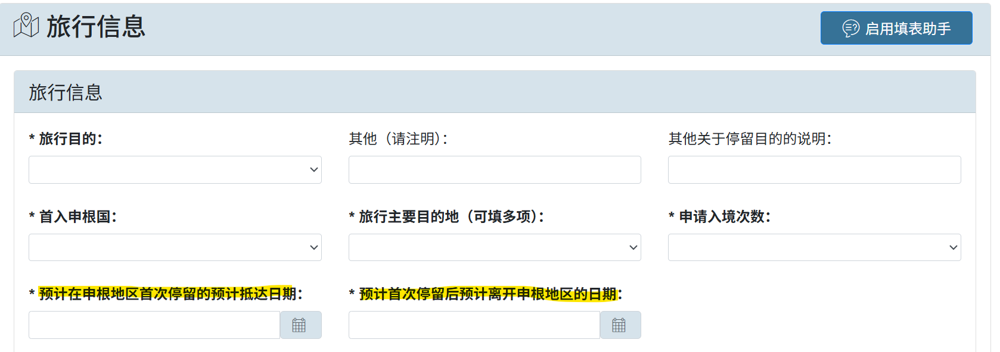 旅行信息
启用填表助手
旅行信息
* 旅行目的：
其他（请注明）：
其他关于停留目的的说明：
* 首入申根国：
* 旅行主要目的地（可填多项）：
* 申请入境次数：
* 预计在申根地区首次停留的预计抵达日期：
* 预计首次停留后预计离开申根地区的日期：